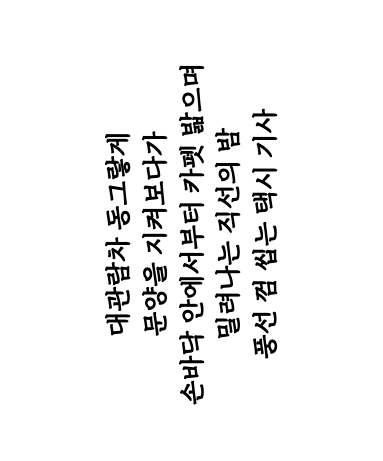 대관람차 동그랗게
문양을 지켜보다가
손바닥 안에서부터 카펫 밟으며
밀려나는 직선의 밤
풍선 껌 씹는 택시 기사